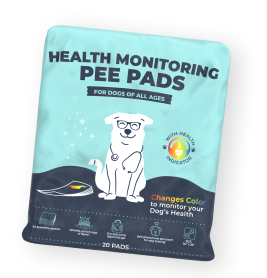 HEALTH MONITORING
PEE PADS
FOR DOGS OF ALL AGES
WITH HEALTH
INDICATOR
Changes Color
to monitor your
Dog's Health
20 PADS